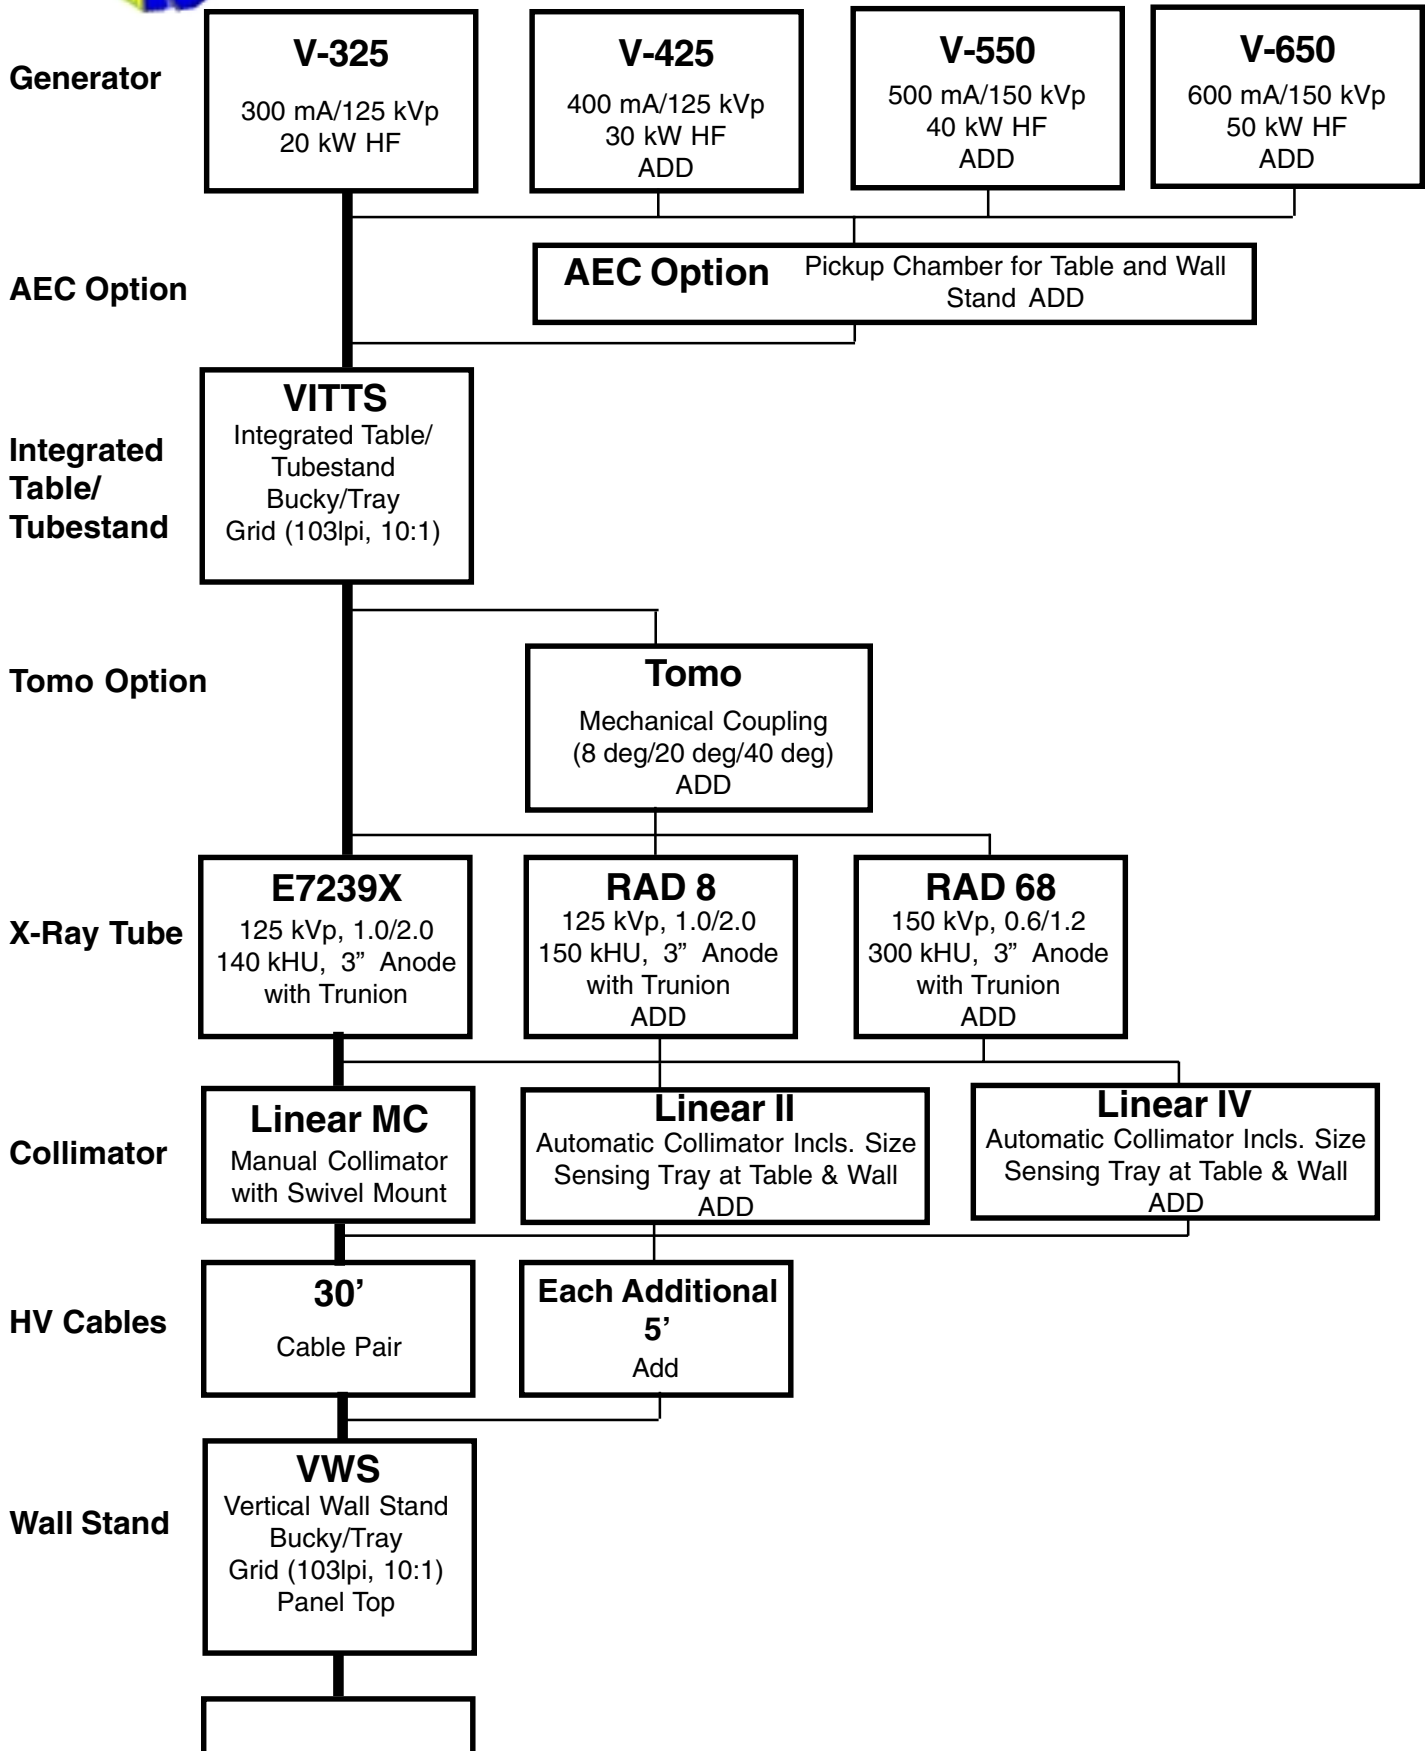 Generator
V-325
300 mA/125 kVp
20 kW HF
V-425
400 mA/125 kVp
30 kW HF
ADD
V-550
500 mA/150 kVp
40 kW HF
ADD
V-650
600 mA/150 kVp
50 kW HF
ADD
AEC Option
AEC Option Pickup Chamber for Table and Wall
Stand ADD
Integrated
Table/
Tubestand
VITTS
Integrated Table/
Tubestand
Bucky/Tray
Grid (103lpi, 10:1)
Tomo Option
Tomo
Mechanical Coupling
(8 deg/20 deg/40 deg)
ADD
X-Ray Tube
E7239X
125 kVp, 1.0/2.0
140 kHU, 3” Anode
with Trunion
RAD 8
125 kVp, 1.0/2.0
150 kHU, 3” Anode
with Trunion
ADD
RAD 68
150 kVp, 0.6/1.2
300 kHU, 3” Anode
with Trunion
ADD
Collimator
Linear MC
Manual Collimator
with Swivel Mount
Linear II
Automatic Collimator Incls. Size
Sensing Tray at Table & Wall
ADD
Linear IV
Automatic Collimator Incls. Size
Sensing Tray at Table & Wall
ADD
HV Cables
30’
Cable Pair
Each Additional
5’
Add
Wall Stand
VWS
Vertical Wall Stand
Bucky/Tray
Grid (103lpi, 10:1)
Panel Top